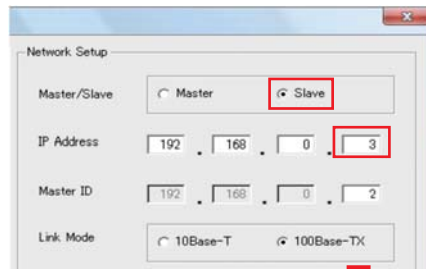 Network Setup
Master/Slave Master Slave
IP Address 192 . 168 . 0 . 3
Master ID 192 . 168 . 0 . 2
Link Mode 10Base-T 100Base-TX